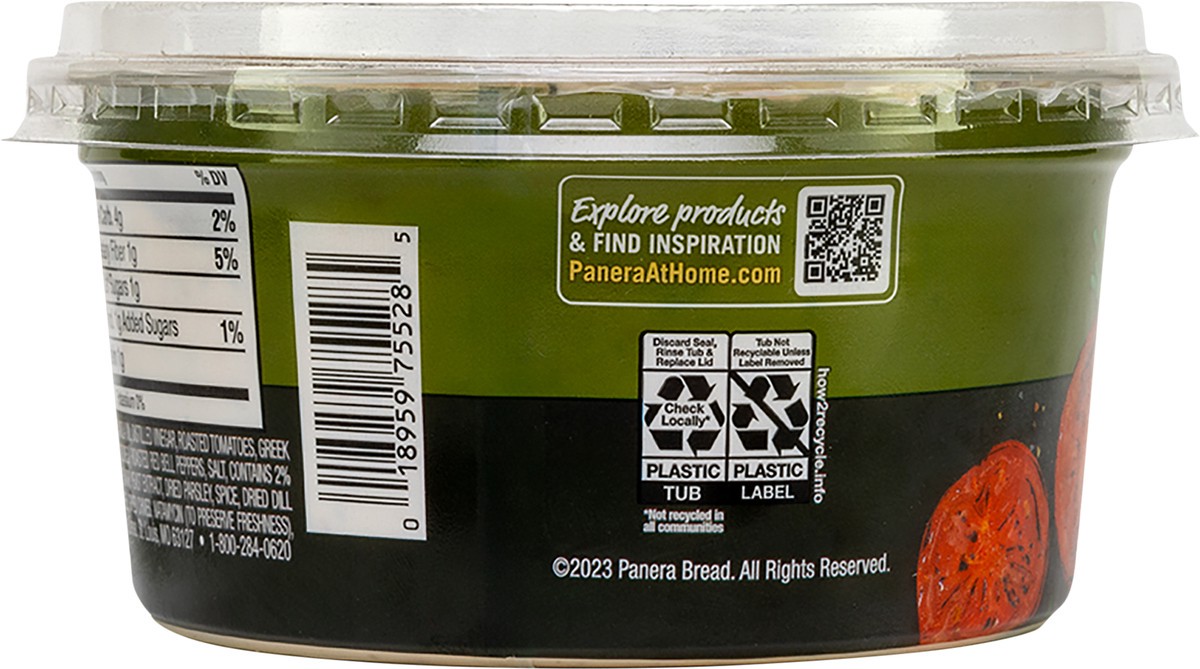 % DV
Carb. 4g 2%
Fiber 1g 5%
Sugars 1g
1g Added Sugars 1%
1g
0%
VINEGAR, ROASTED TOMATOES, GREEK
RED BELL PEPPERS, SALT, CONTAINS 2%
EXTRACT, DRIED PARSLEY, SPICE, DRIED DILL
NATAMYCIN (TO PRESERVE FRESHNESS),
MO 63127 • 1-800-284-0620
0 18959 75528 5
Explore products
& FIND INSPIRATION
PaneraAtHome.com
Discard Seal,
Rinse Tub &
Replace Lid
Check
Locally*
PLASTIC
TUB
*Not recycled in
all communities
Tub Not
Recyclable Unless
Label Removed
PLASTIC
LABEL
how2recycle.info
©2023 Panera Bread. All Rights Reserved.